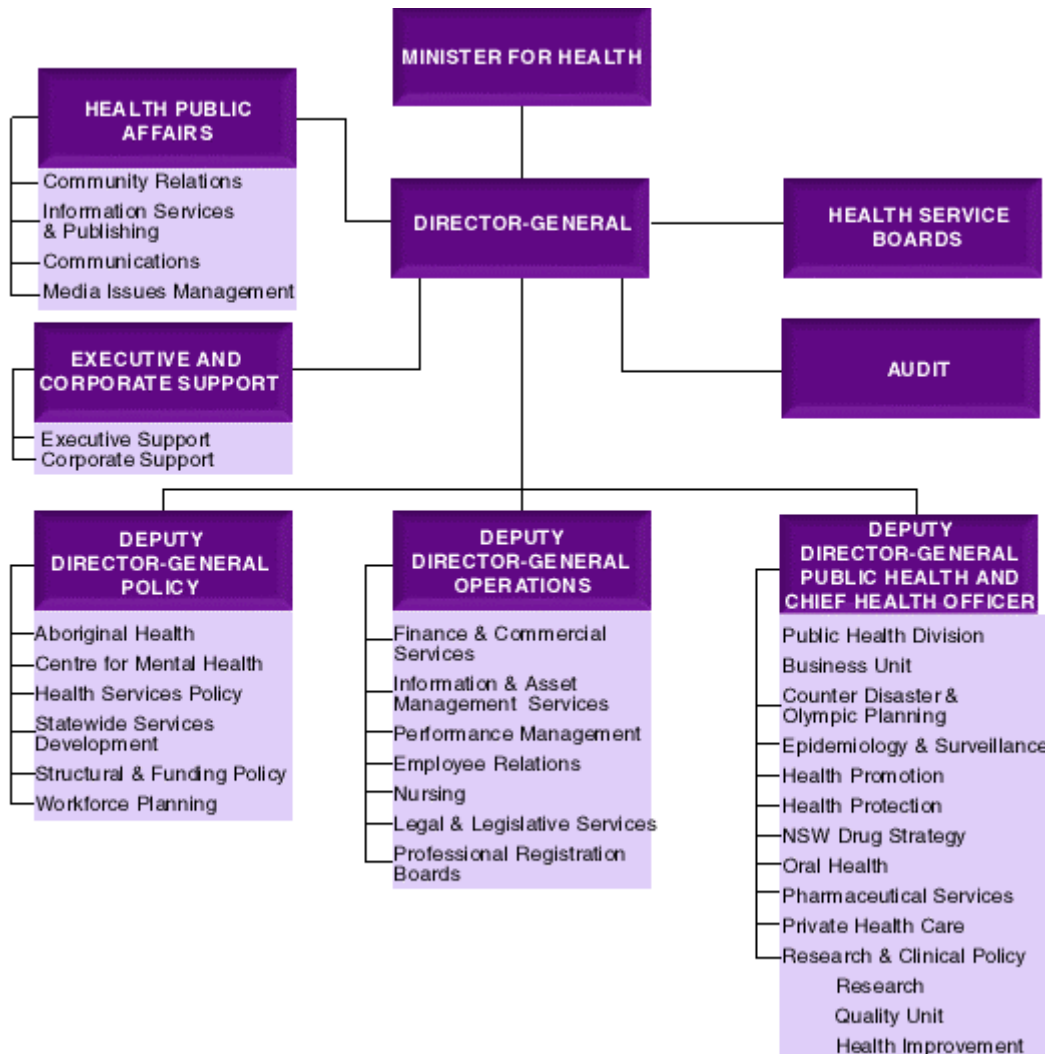 MINISTER FOR HEALTH
HEALTH PUBLIC
AFFAIRS
Community Relations
Information Services
& Publishing
Communications
Media Issues Management
DIRECTOR-GENERAL
HEALTH SERVICE
BOARDS
EXECUTIVE AND
CORPORATE SUPPORT
Executive Support
Corporate Support
AUDIT
DEPUTY
DIRECTOR-GENERAL
POLICY
Aboriginal Health
Centre for Mental Health
Health Services Policy
Statewide Services
Development
Structural & Funding Policy
Workforce Planning
DEPUTY
DIRECTOR-GENERAL
OPERATIONS
Finance & Commercial
Services
Information & Asset
Management Services
Performance Management
Employee Relations
Nursing
Legal & Legislative Services
Professional Registration
Boards
DEPUTY
DIRECTOR-GENERAL
PUBLIC HEALTH AND
CHIEF HEALTH OFFICER
Public Health Division
Business Unit
Counter Disaster &
Olympic Planning
Epidemiology & Surveillance
Health Promotion
Health Protection
NSW Drug Strategy
Oral Health
Pharmaceutical Services
Private Health Care
Research & Clinical Policy
Research
Quality Unit
Health Improvement